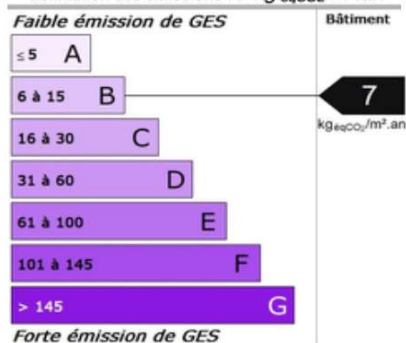 Faible émission de GES
Bâtiment
≤ 5 A
6 à 15 B
7
kgéqCO₂/m².an
16 à 30 C
31 à 60 D
61 à 100 E
101 à 145 F
> 145 G
Forte émission de GES